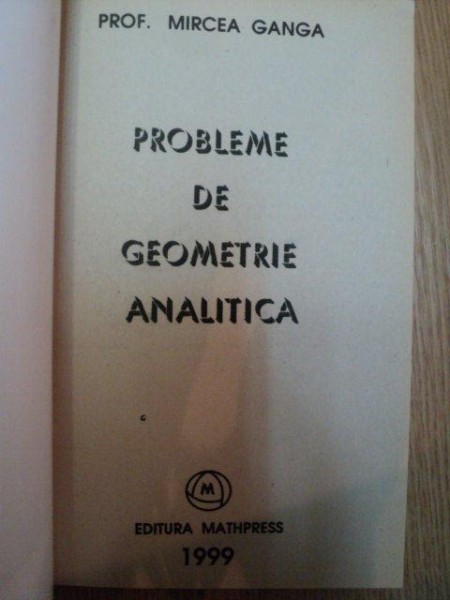 PROF. MIRCEA GANGA
PROBLEME
DE
GEOMETRIE
ANALITICA
M
EDITURA MATHPRESS
1999